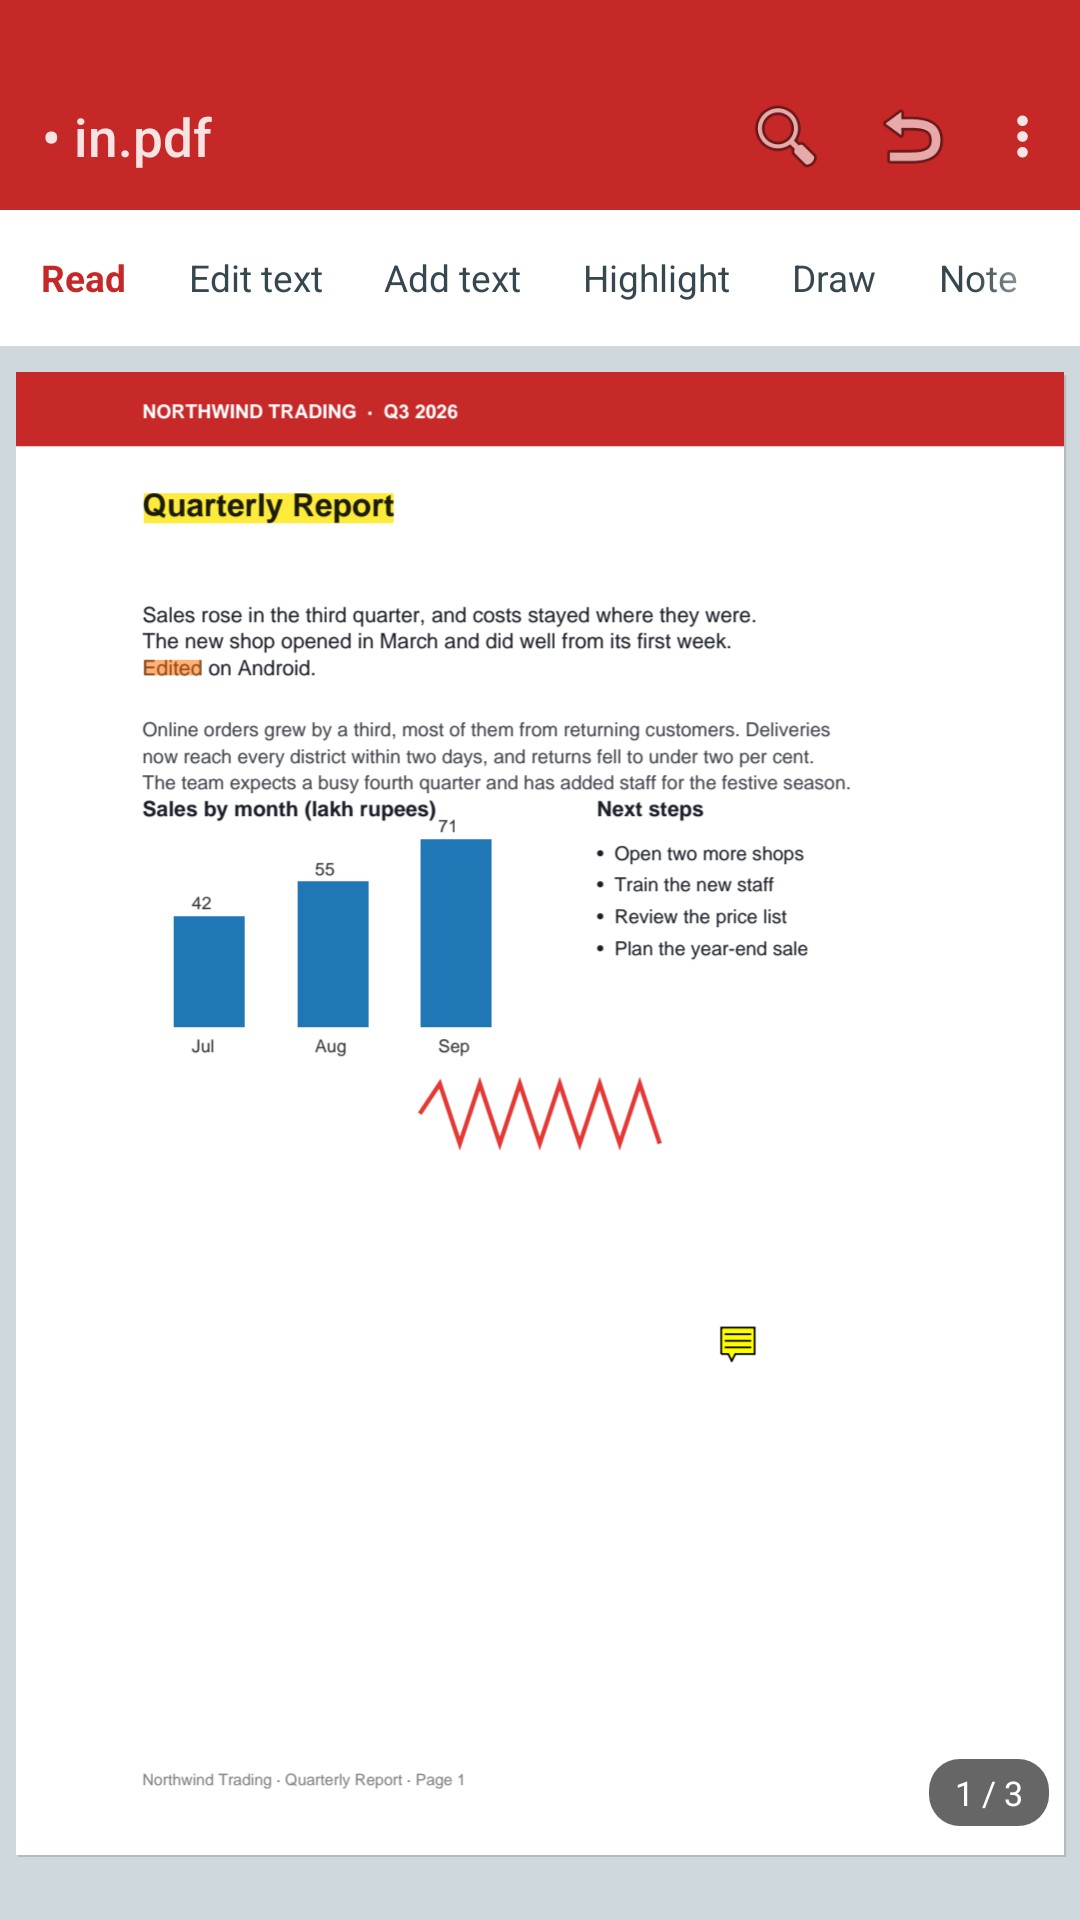 • in.pdf
Read Edit text Add text Highlight Draw Note
NORTHWIND TRADING · Q3 2026
Quarterly Report
Sales rose in the third quarter, and costs stayed where they were.
The new shop opened in March and did well from its first week.
Edited on Android.
Online orders grew by a third, most of them from returning customers. Deliveries
now reach every district within two days, and returns fell to under two per cent.
The team expects a busy fourth quarter and has added staff for the festive season.
Sales by month (lakh rupees)
71
55
42
Jul Aug Sep
Next steps
• Open two more shops
• Train the new staff
• Review the price list
• Plan the year-end sale
Northwind Trading · Quarterly Report · Page 1
1 / 3